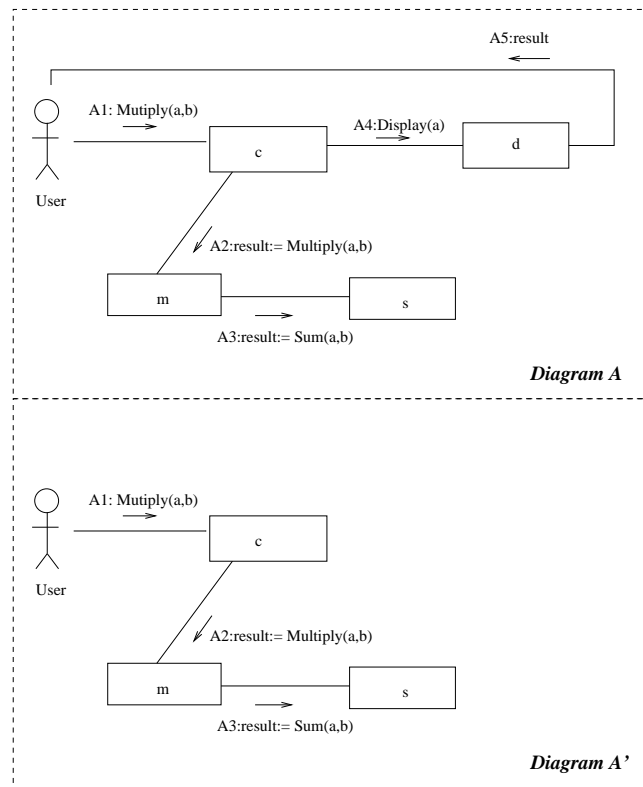 A5:result
A1: Mutiply(a,b)
A4:Display(a)
c
d
User
A2:result:= Multiply(a,b)
m
s
A3:result:= Sum(a,b)
Diagram A
A1: Mutiply(a,b)
c
User
A2:result:= Multiply(a,b)
m
s
A3:result:= Sum(a,b)
Diagram A’